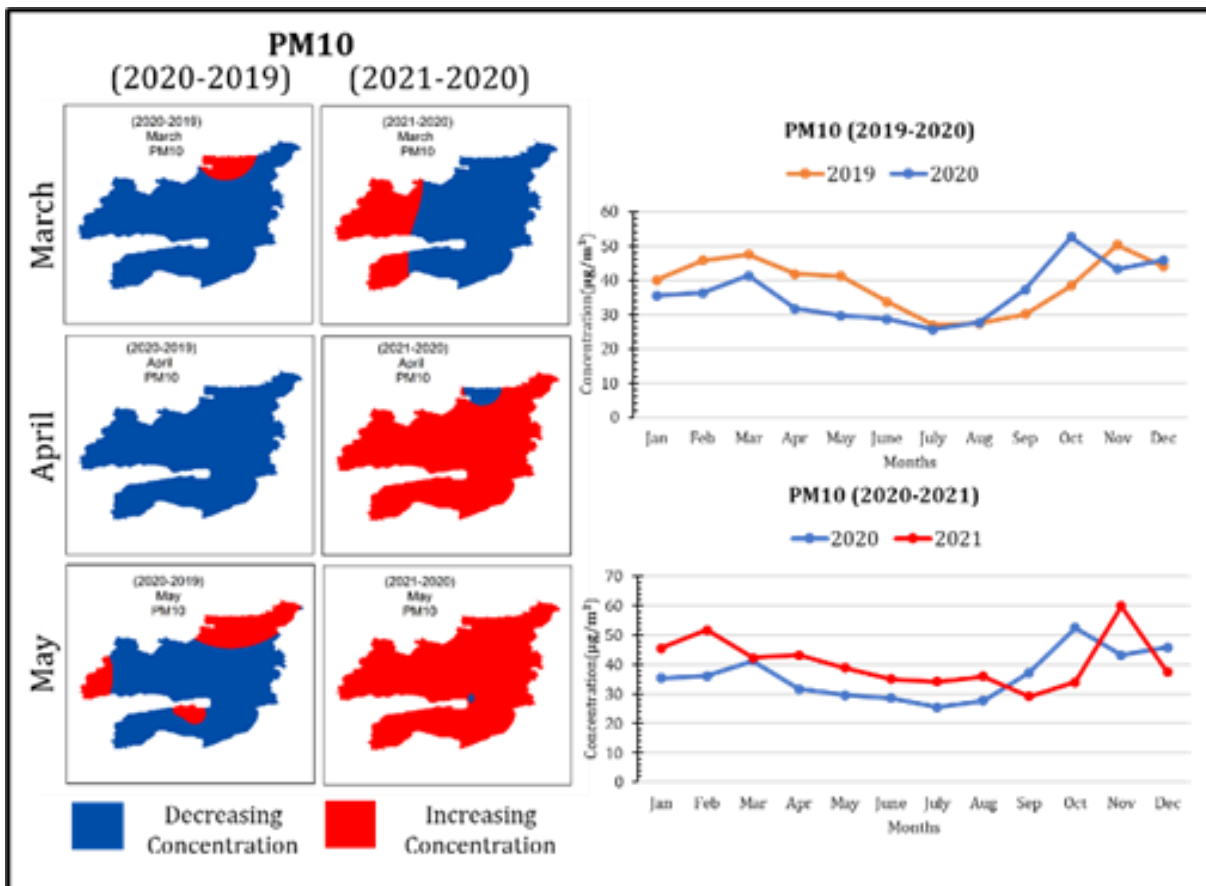 PM10
(2020-2019) (2021-2020)
March
(2020-2019)
March
PM10
(2021-2020)
March
PM10
April
(2020-2019)
April
PM10
(2021-2020)
April
PM10
May
(2020-2019)
May
PM10
(2021-2020)
May
PM10
Decreasing
Concentration
Increasing
Concentration
PM10 (2019-2020)
2019 2020
Concentration(µg/m³)
60
50
40
30
20
10
0
Jan Feb Mar Apr May June July Aug Sep Oct Nov Dec
Months
PM10 (2020-2021)
2020 2021
Concentration(µg/m³)
70
60
50
40
30
20
10
0
Jan Feb Mar Apr May June July Aug Sep Oct Nov Dec
Months